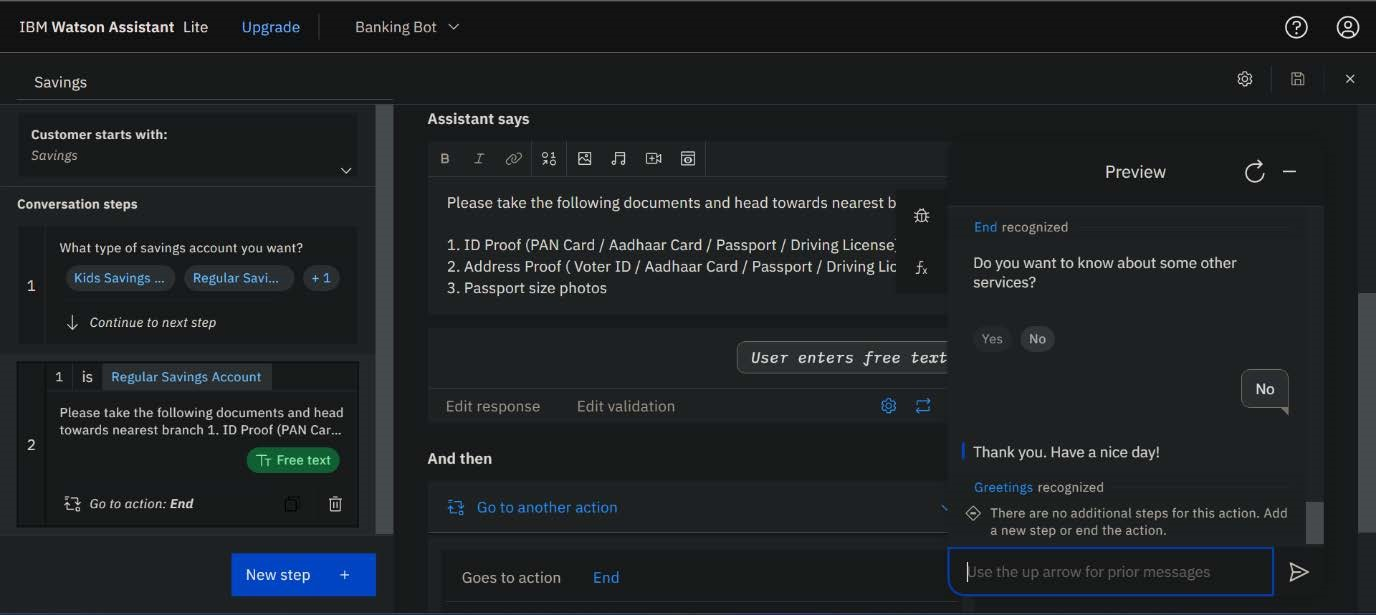 IBM Watson Assistant Lite Upgrade Banking Bot
Savings
Customer starts with:
Savings
Conversation steps
1
What type of savings account you want?
Kids Savings ... Regular Savi... + 1
Continue to next step
2
1 is Regular Savings Account
Please take the following documents and head
towards nearest branch 1. ID Proof (PAN Car...
Free text
Go to action: End
New step +
Assistant says
B I
Please take the following documents and head towards nearest b
1. ID Proof (PAN Card / Aadhaar Card / Passport / Driving License)
2. Address Proof ( Voter ID / Aadhaar Card / Passport / Driving Lic
3. Passport size photos
fx
User enters free text
Edit response Edit validation
And then
Go to another action
Goes to action End
Preview
End recognized
Do you want to know about some other
services?
Yes No
No
Thank you. Have a nice day!
Greetings recognized
There are no additional steps for this action. Add
a new step or end the action.
Use the up arrow for prior messages